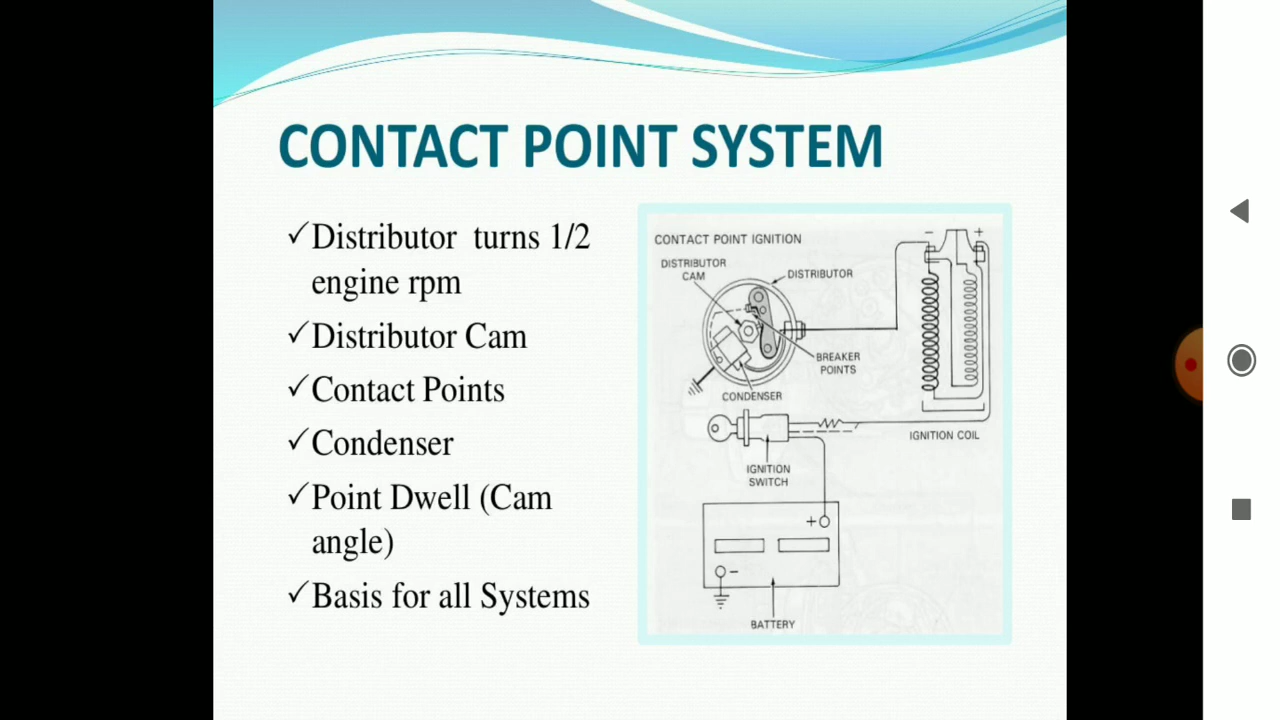 CONTACT POINT SYSTEM
✓Distributor turns 1/2
engine rpm
✓Distributor Cam
✓Contact Points
✓Condenser
✓Point Dwell (Cam
angle)
✓Basis for all Systems
CONTACT POINT IGNITION
DISTRIBUTOR
CAM
DISTRIBUTOR
- +
BREAKER
POINTS
CONDENSER
IGNITION COIL
IGNITION
SWITCH
+
-
BATTERY